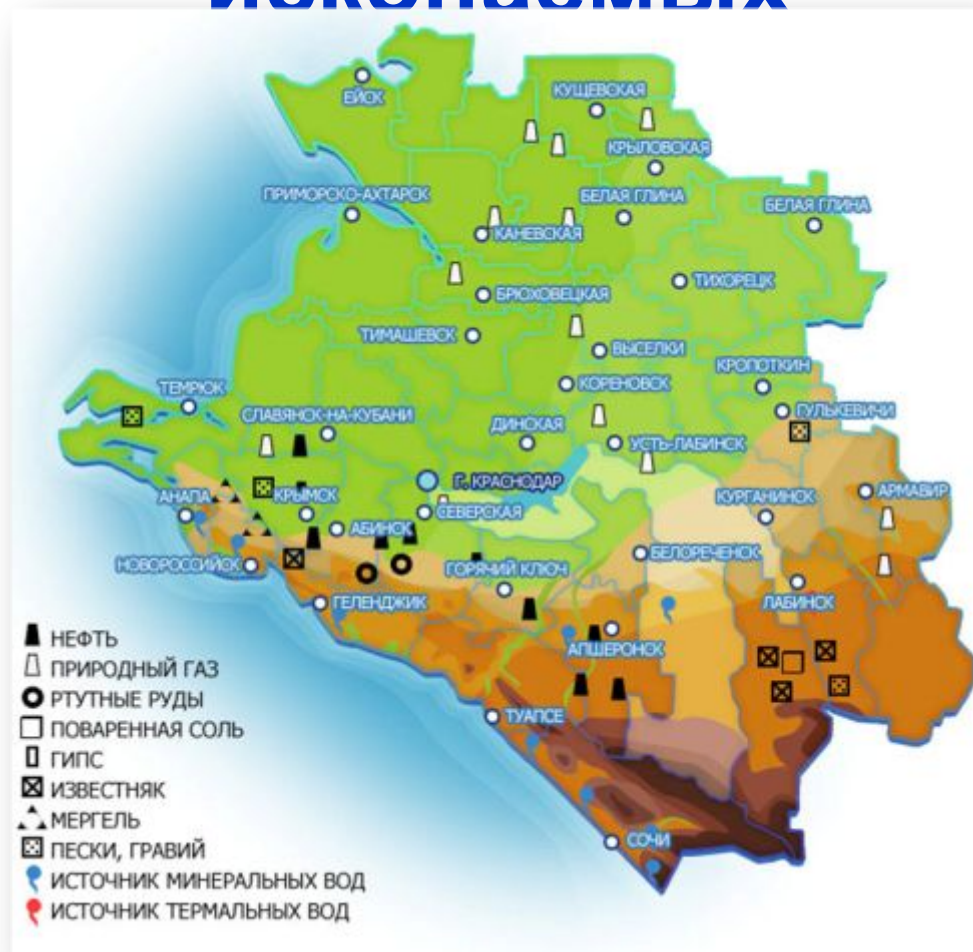 ископаемых
ЕЙСК
КУЩЕВСКАЯ
КРЫЛОВСКАЯ
ПРИМОРСКО-АХТАРСК
БЕЛАЯ ГЛИНА
БЕЛАЯ ГЛИНА
КАНЕВСКАЯ
ТИХОРЕЦК
БРЮХОВЕЦКАЯ
ТИМАШЕВСК
ВЫСЕЛКИ
КРОПОТКИН
ТЕМРЮК
КОРЕНОВСК
СЛАВЯНСК-НА-КУБАНИ
ГУЛЬКЕВИЧИ
ДИНСКАЯ
УСТЬ-ЛАБИНСК
Г. КРАСНОДАР
АНАПА
КРЫМСК
КУРГАНИНСК
АРМАВИР
СЕВЕРСКАЯ
АБИНСК
БЕЛОРЕЧЕНСК
НОВОРОССИЙСК
ГОРЯЧИЙ КЛЮЧ
ГЕЛЕНДЖИК
ЛАБИНСК
АПШЕРОНСК
ТУАПСЕ
СОЧИ
НЕФТЬ
ПРИРОДНЫЙ ГАЗ
РТУТНЫЕ РУДЫ
ПОВАРЕННАЯ СОЛЬ
ГИПС
ИЗВЕСТНЯК
МЕРГЕЛЬ
ПЕСКИ, ГРАВИЙ
ИСТОЧНИК МИНЕРАЛЬНЫХ ВОД
ИСТОЧНИК ТЕРМАЛЬНЫХ ВОД